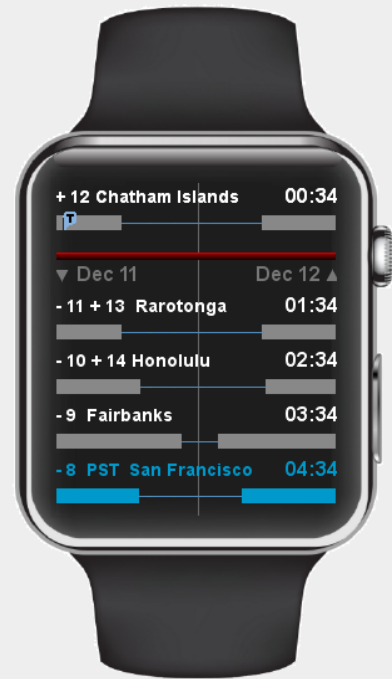 + 12 Chatham Islands 00:34
T
▼ Dec 11 Dec 12 ▲
- 11 + 13 Rarotonga 01:34
- 10 + 14 Honolulu 02:34
- 9 Fairbanks 03:34
- 8 PST San Francisco 04:34